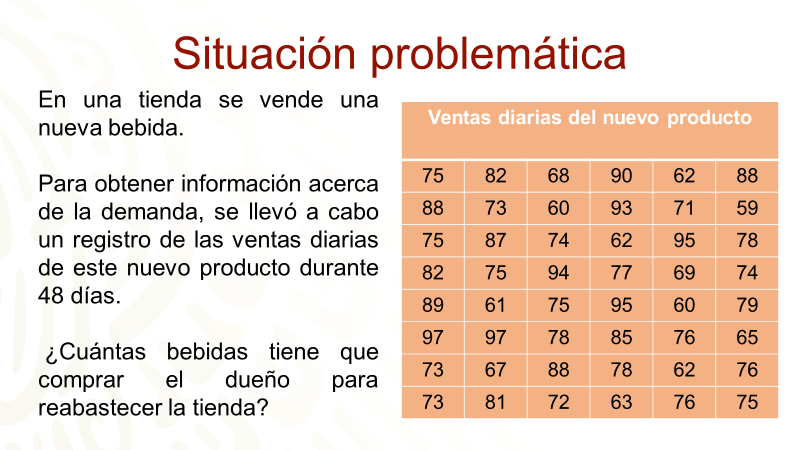 Situación problemática
En una tienda se vende una
nueva bebida.
Para obtener información acerca
de la demanda, se llevó a cabo
un registro de las ventas diarias
de este nuevo producto durante
48 días.
¿Cuántas bebidas tiene que
comprar el dueño para
reabastecer la tienda?
Ventas diarias del nuevo producto
75 82 68 90 62 88
88 73 60 93 71 59
75 87 74 62 95 78
82 75 94 77 69 74
89 61 75 95 60 79
97 97 78 85 76 65
73 67 88 78 62 76
73 81 72 63 76 75